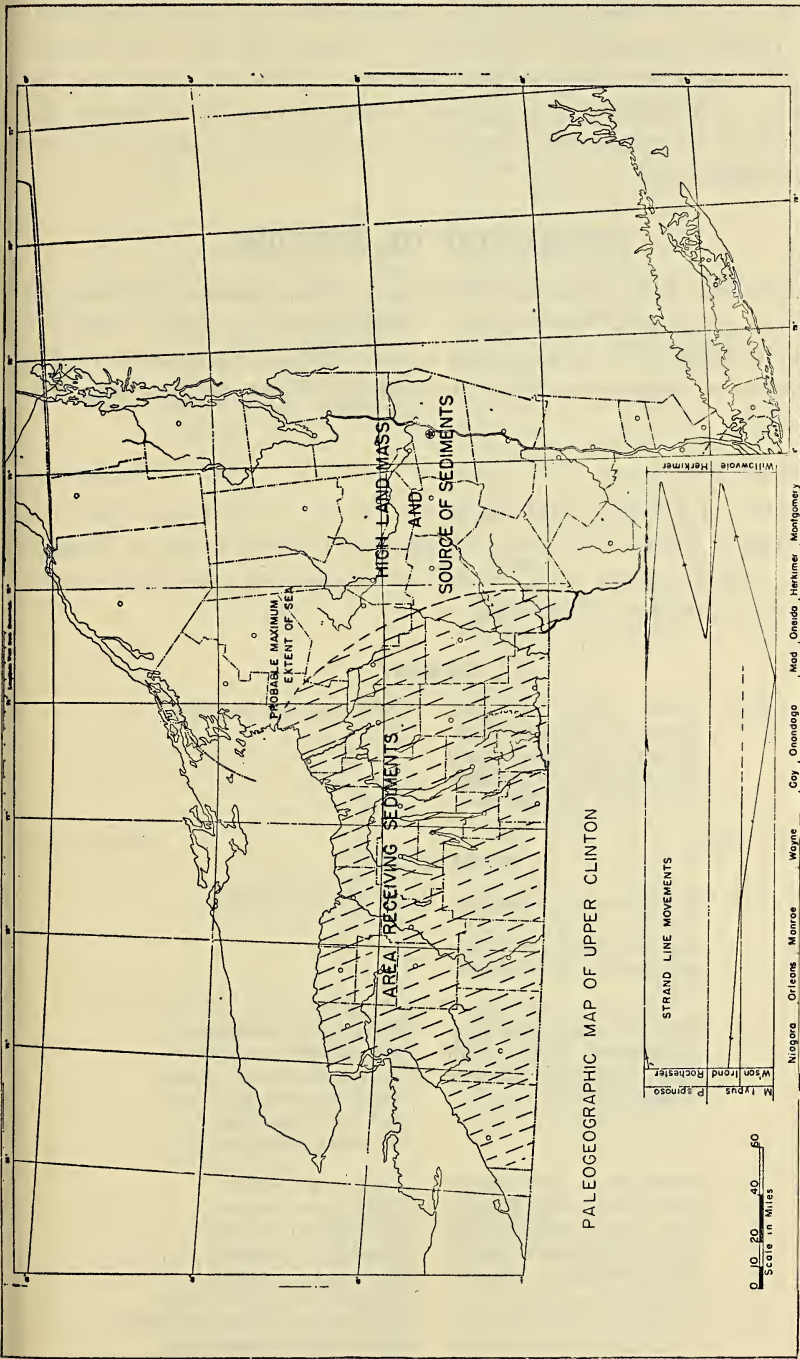 PROBABLE MAXIMUM
EXTENT OF SEA
HIGH LAND MASS
AND
SOURCE OF SEDIMENTS
AREA RECEIVING SEDIMENTS
PALEOGEOGRAPHIC MAP OF UPPER CLINTON
STRAND LINE MOVEMENTS
P. spinosa
Rochester
M typus
Irond
W'son
Herkimer
Willowvale
Niagara Orleans Monroe Wayne Cay Onondaga Mad Oneida Herkimer Montgomery
0 10 20 40 60
Scale in Miles